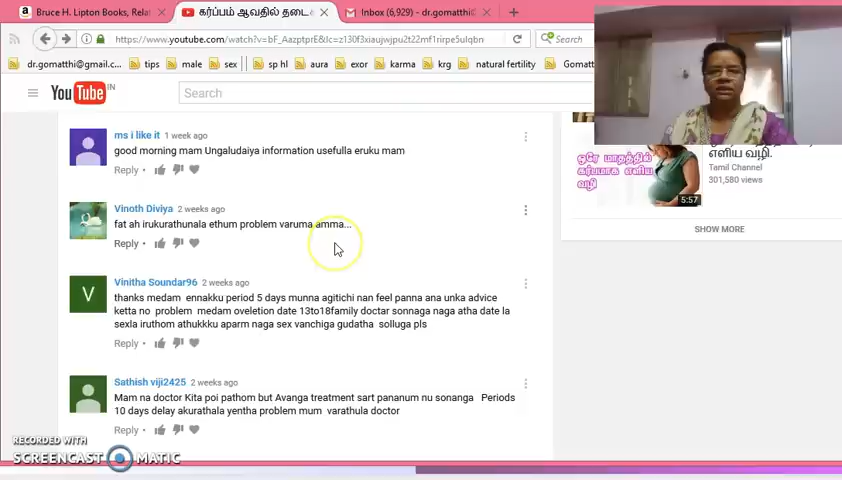 Bruce H. Lipton Books, Relat
கர்ப்பம் ஆவதில் தடை
Inbox (6,929) - dr.gomatthi@
https://www.youtube.com/watch?v=bF_AazptprE&lc=z130f3xiaujwjpu2t22mf1rirpe5ulqbn
Search
dr.gomatthi@gmail.c... tips male sex sp hl aura exor karma krg natural fertility Gomatt
YouTube IN
Search
ms i like it 1 week ago
good morning mam Ungaludaiya information usefulla eruku mam
Reply
Vinoth Diviya 2 weeks ago
fat ah irukurathunala ethum problem varuma amma...
Reply
Vinitha Soundar96 2 weeks ago
thanks medam ennakku period 5 days munna agitichi nan feel panna ana unka advice
ketta no problem medam oveletion date 13to18family doctar sonnaga naga atha date la
sexla iruthom athukkku aparm naga sex vanchiga gudatha solluga pls
Reply
Sathish viji2425 2 weeks ago
Mam na doctor Kita poi pathom but Avanga treatment sart pananum nu sonanga Periods
10 days delay akurathala yentha problem mum varathula doctor
Reply
எளிய வழி.
Tamil Channel
301,580 views
ஒரே மாதத்தில்
கர்பமாக எளிய
வழி
5:57
SHOW MORE
RECORDED WITH
SCREENCAST MATIC